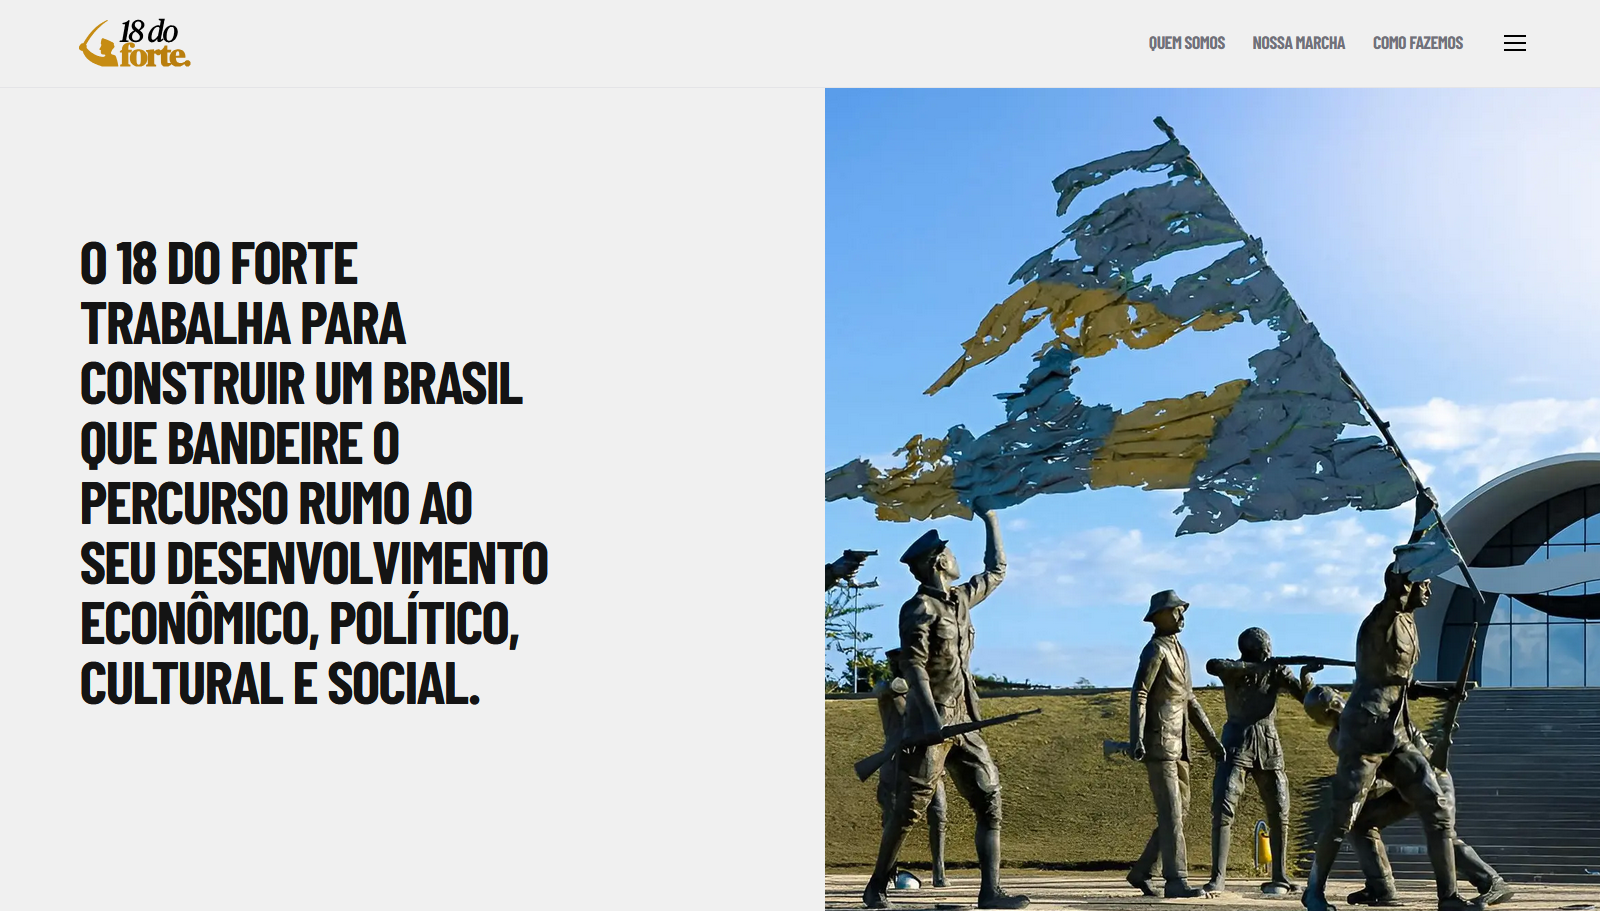 18 do
forte.
QUEM SOMOS
NOSSA MARCHA
COMO FAZEMOS
O 18 DO FORTE
TRABALHA PARA
CONSTRUIR UM BRASIL
QUE BANDEIRE O
PERCURSO RUMO AO
SEU DESENVOLVIMENTO
ECONÔMICO, POLÍTICO,
CULTURAL E SOCIAL.